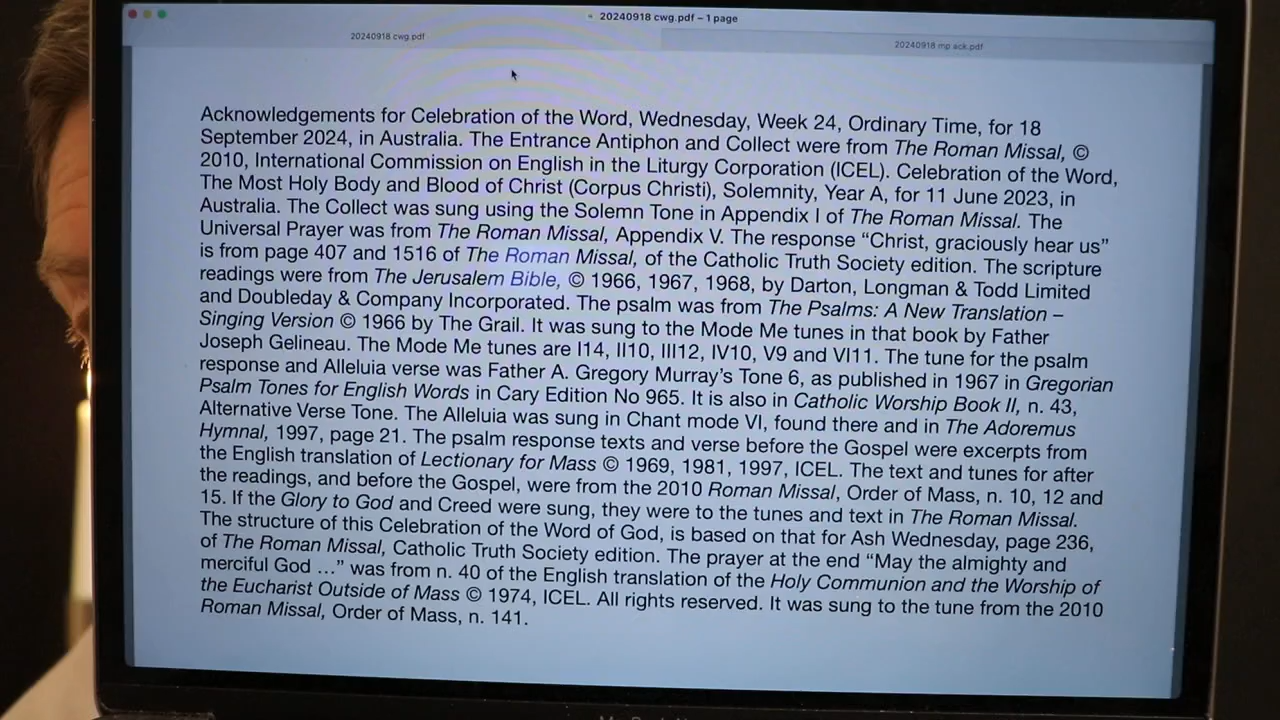 20240918 cwg.pdf – 1 page
20240918 cwg.pdf
20240918 mp ack.pdf
Acknowledgements for Celebration of the Word, Wednesday, Week 24, Ordinary Time, for 18
September 2024, in Australia. The Entrance Antiphon and Collect were from The Roman Missal, ©
2010, International Commission on English in the Liturgy Corporation (ICEL). Celebration of the Word,
The Most Holy Body and Blood of Christ (Corpus Christi), Solemnity, Year A, for 11 June 2023, in
Australia. The Collect was sung using the Solemn Tone in Appendix I of The Roman Missal. The
Universal Prayer was from The Roman Missal, Appendix V. The response “Christ, graciously hear us”
is from page 407 and 1516 of The Roman Missal, of the Catholic Truth Society edition. The scripture
readings were from The Jerusalem Bible, © 1966, 1967, 1968, by Darton, Longman & Todd Limited
and Doubleday & Company Incorporated. The psalm was from The Psalms: A New Translation –
Singing Version © 1966 by The Grail. It was sung to the Mode Me tunes in that book by Father
Joseph Gelineau. The Mode Me tunes are I14, II10, III12, IV10, V9 and VI11. The tune for the psalm
response and Alleluia verse was Father A. Gregory Murray’s Tone 6, as published in 1967 in Gregorian
Psalm Tones for English Words in Cary Edition No 965. It is also in Catholic Worship Book II, n. 43,
Alternative Verse Tone. The Alleluia was sung in Chant mode VI, found there and in The Adoremus
Hymnal, 1997, page 21. The psalm response texts and verse before the Gospel were excerpts from
the English translation of Lectionary for Mass © 1969, 1981, 1997, ICEL. The text and tunes for after
the readings, and before the Gospel, were from the 2010 Roman Missal, Order of Mass, n. 10, 12 and
15. If the Glory to God and Creed were sung, they were to the tunes and text in The Roman Missal.
The structure of this Celebration of the Word of God, is based on that for Ash Wednesday, page 236,
of The Roman Missal, Catholic Truth Society edition. The prayer at the end “May the almighty and
merciful God …” was from n. 40 of the English translation of the Holy Communion and the Worship of
the Eucharist Outside of Mass © 1974, ICEL. All rights reserved. It was sung to the tune from the 2010
Roman Missal, Order of Mass, n. 141.